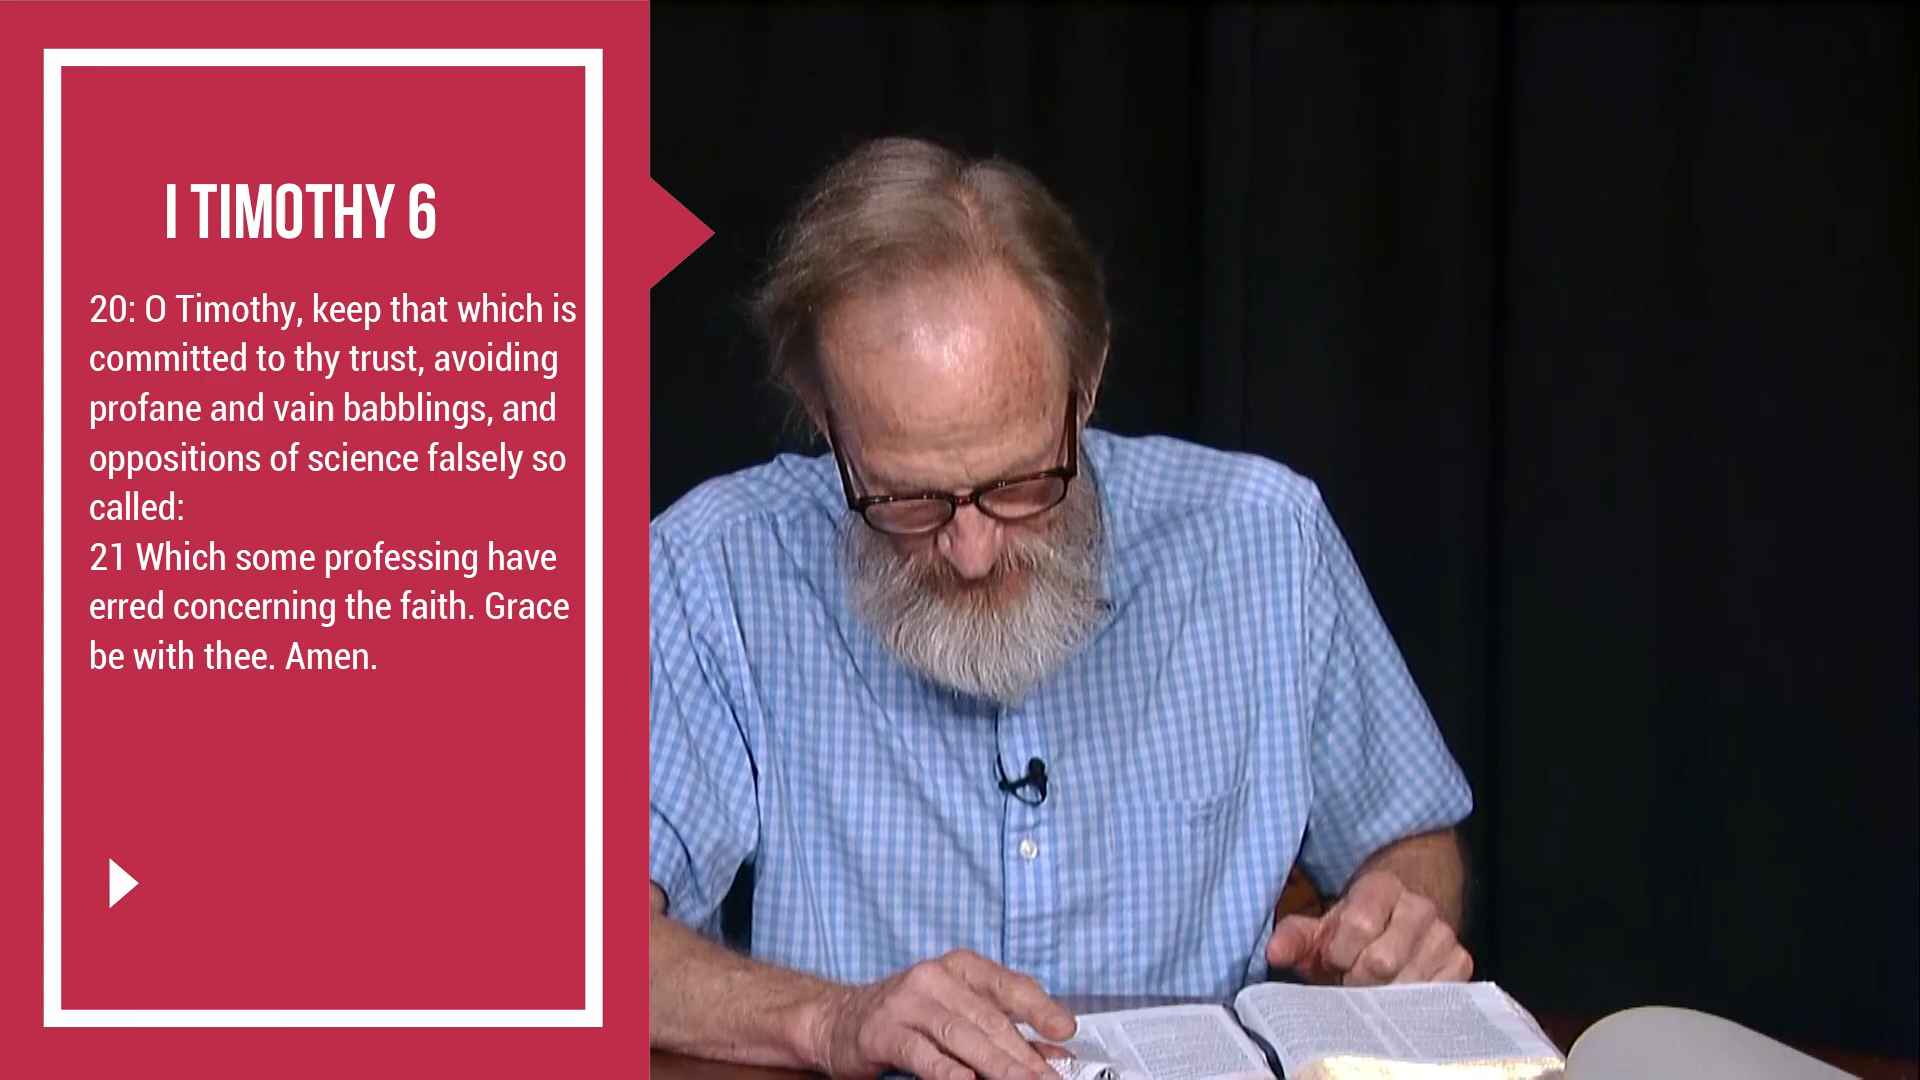 I TIMOTHY 6
20: O Timothy, keep that which is
committed to thy trust, avoiding
profane and vain babblings, and
oppositions of science falsely so
called:
21 Which some professing have
erred concerning the faith. Grace
be with thee. Amen.